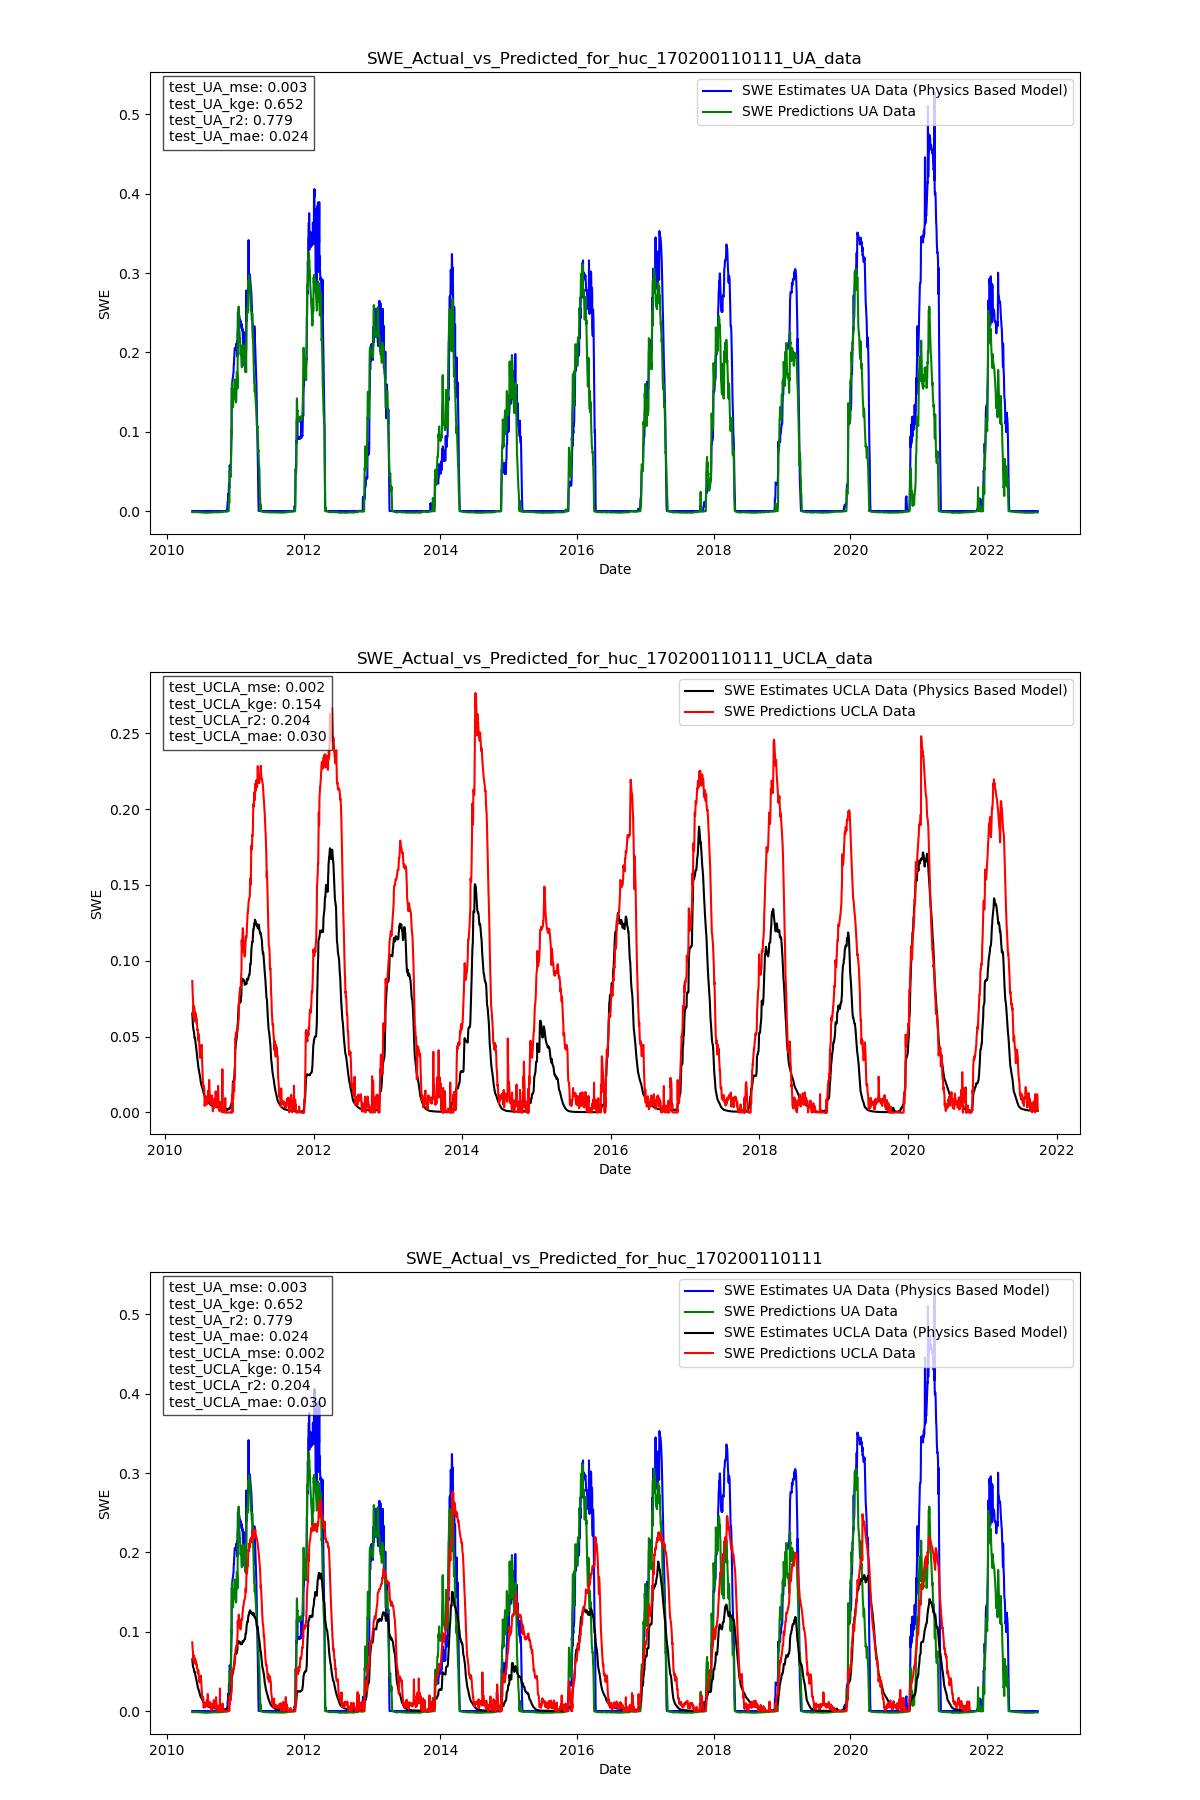 SWE_Actual_vs_Predicted_for_huc_170200110111_UA_data
test_UA_mse: 0.003
test_UA_kge: 0.652
test_UA_r2: 0.779
test_UA_mae: 0.024
SWE Estimates UA Data (Physics Based Model)
SWE Predictions UA Data
0.5
0.4
0.3
0.2
0.1
0.0
SWE
2010 2012 2014 2016 2018 2020 2022
Date
SWE_Actual_vs_Predicted_for_huc_170200110111_UCLA_data
test_UCLA_mse: 0.002
test_UCLA_kge: 0.154
test_UCLA_r2: 0.204
test_UCLA_mae: 0.030
SWE Estimates UCLA Data (Physics Based Model)
SWE Predictions UCLA Data
0.25
0.20
0.15
0.10
0.05
0.00
SWE
2010 2012 2014 2016 2018 2020 2022
Date
SWE_Actual_vs_Predicted_for_huc_170200110111
test_UA_mse: 0.003
test_UA_kge: 0.652
test_UA_r2: 0.779
test_UA_mae: 0.024
test_UCLA_mse: 0.002
test_UCLA_kge: 0.154
test_UCLA_r2: 0.204
test_UCLA_mae: 0.030
SWE Estimates UA Data (Physics Based Model)
SWE Predictions UA Data
SWE Estimates UCLA Data (Physics Based Model)
SWE Predictions UCLA Data
0.5
0.4
0.3
0.2
0.1
0.0
SWE
2010 2012 2014 2016 2018 2020 2022
Date